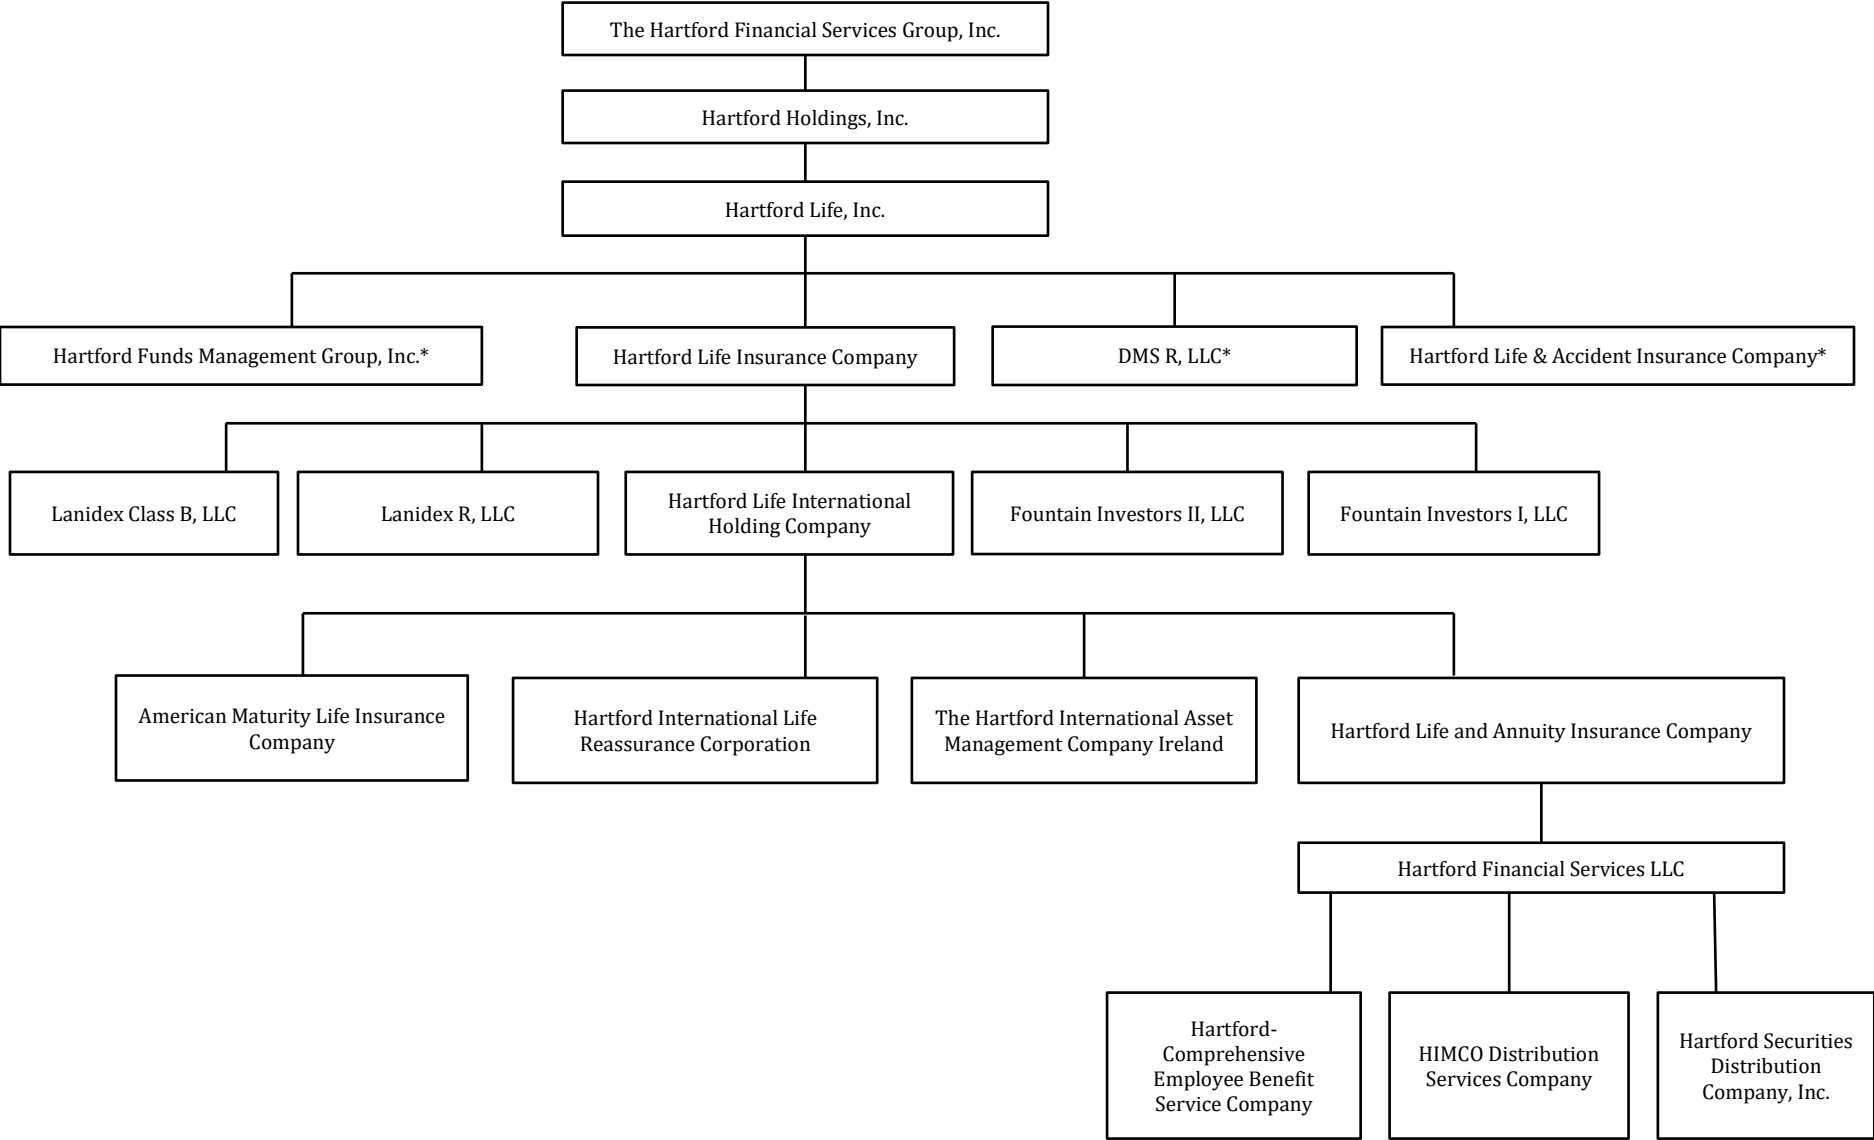 The Hartford Financial Services Group, Inc.
Hartford Holdings, Inc.
Hartford Life, Inc.
Hartford Funds Management Group, Inc.*
Hartford Life Insurance Company
DMS R, LLC*
Hartford Life & Accident Insurance Company*
Lanidex Class B, LLC
Lanidex R, LLC
Hartford Life International
Holding Company
Fountain Investors II, LLC
Fountain Investors I, LLC
American Maturity Life Insurance
Company
Hartford International Life
Reassurance Corporation
The Hartford International Asset
Management Company Ireland
Hartford Life and Annuity Insurance Company
Hartford Financial Services LLC
Hartford-
Comprehensive
Employee Benefit
Service Company
HIMCO Distribution
Services Company
Hartford Securities
Distribution
Company, Inc.